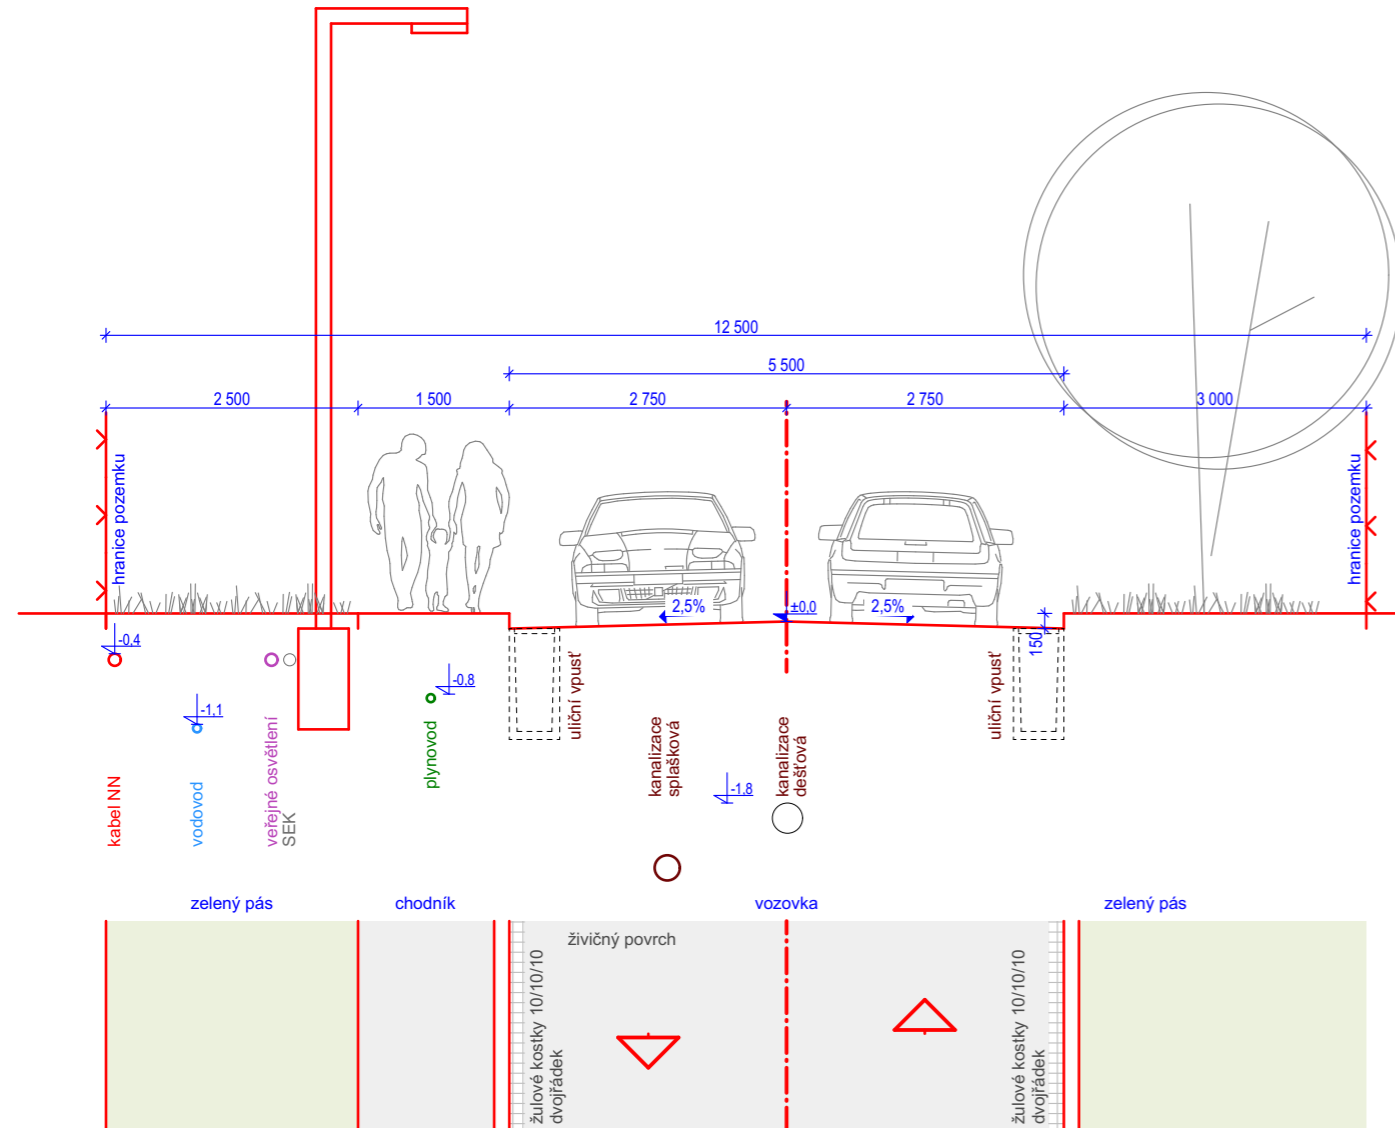 12 500
5 500
2 500
1 500
2 750
2 750
3 000
hranice pozemku
hranice pozemku
2,5%
±0,0
2,5%
150
-0,4
-1,1
-0,8
-1,8
uliční vpusť
uliční vpusť
kabel NN
vodovod
veřejné osvětlení
SEK
plynovod
kanalizace
splašková
kanalizace
dešťová
zelený pás
chodník
vozovka
zelený pás
živičný povrch
žulové kostky 10/10/10
dvojřádek
žulové kostky 10/10/10
dvojřádek